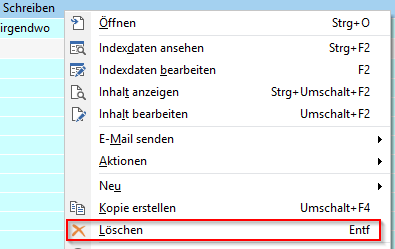 Schreiben
irgendwo
Öffnen Strg+O
Indexdaten ansehen Strg+F2
Indexdaten bearbeiten F2
Inhalt anzeigen Strg+Umschalt+F2
Inhalt bearbeiten Umschalt+F2
E-Mail senden
Aktionen
Neu
Kopie erstellen Umschalt+F4
Löschen Entf